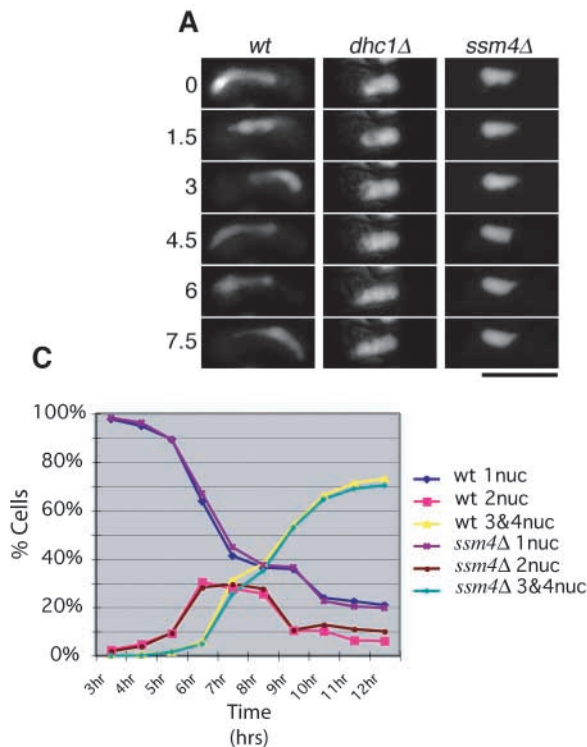 A
wt dhc1Δ ssm4Δ
0
1.5
3
4.5
6
7.5
C
100%
80%
60%
40%
20%
0%
% Cells
3hr 4hr 5hr 6hr 7hr 8hr 9hr 10hr 11hr 12hr
Time
(hrs)
wt 1nuc
wt 2nuc
wt 3&4nuc
ssm4Δ 1nuc
ssm4Δ 2nuc
ssm4Δ 3&4nuc